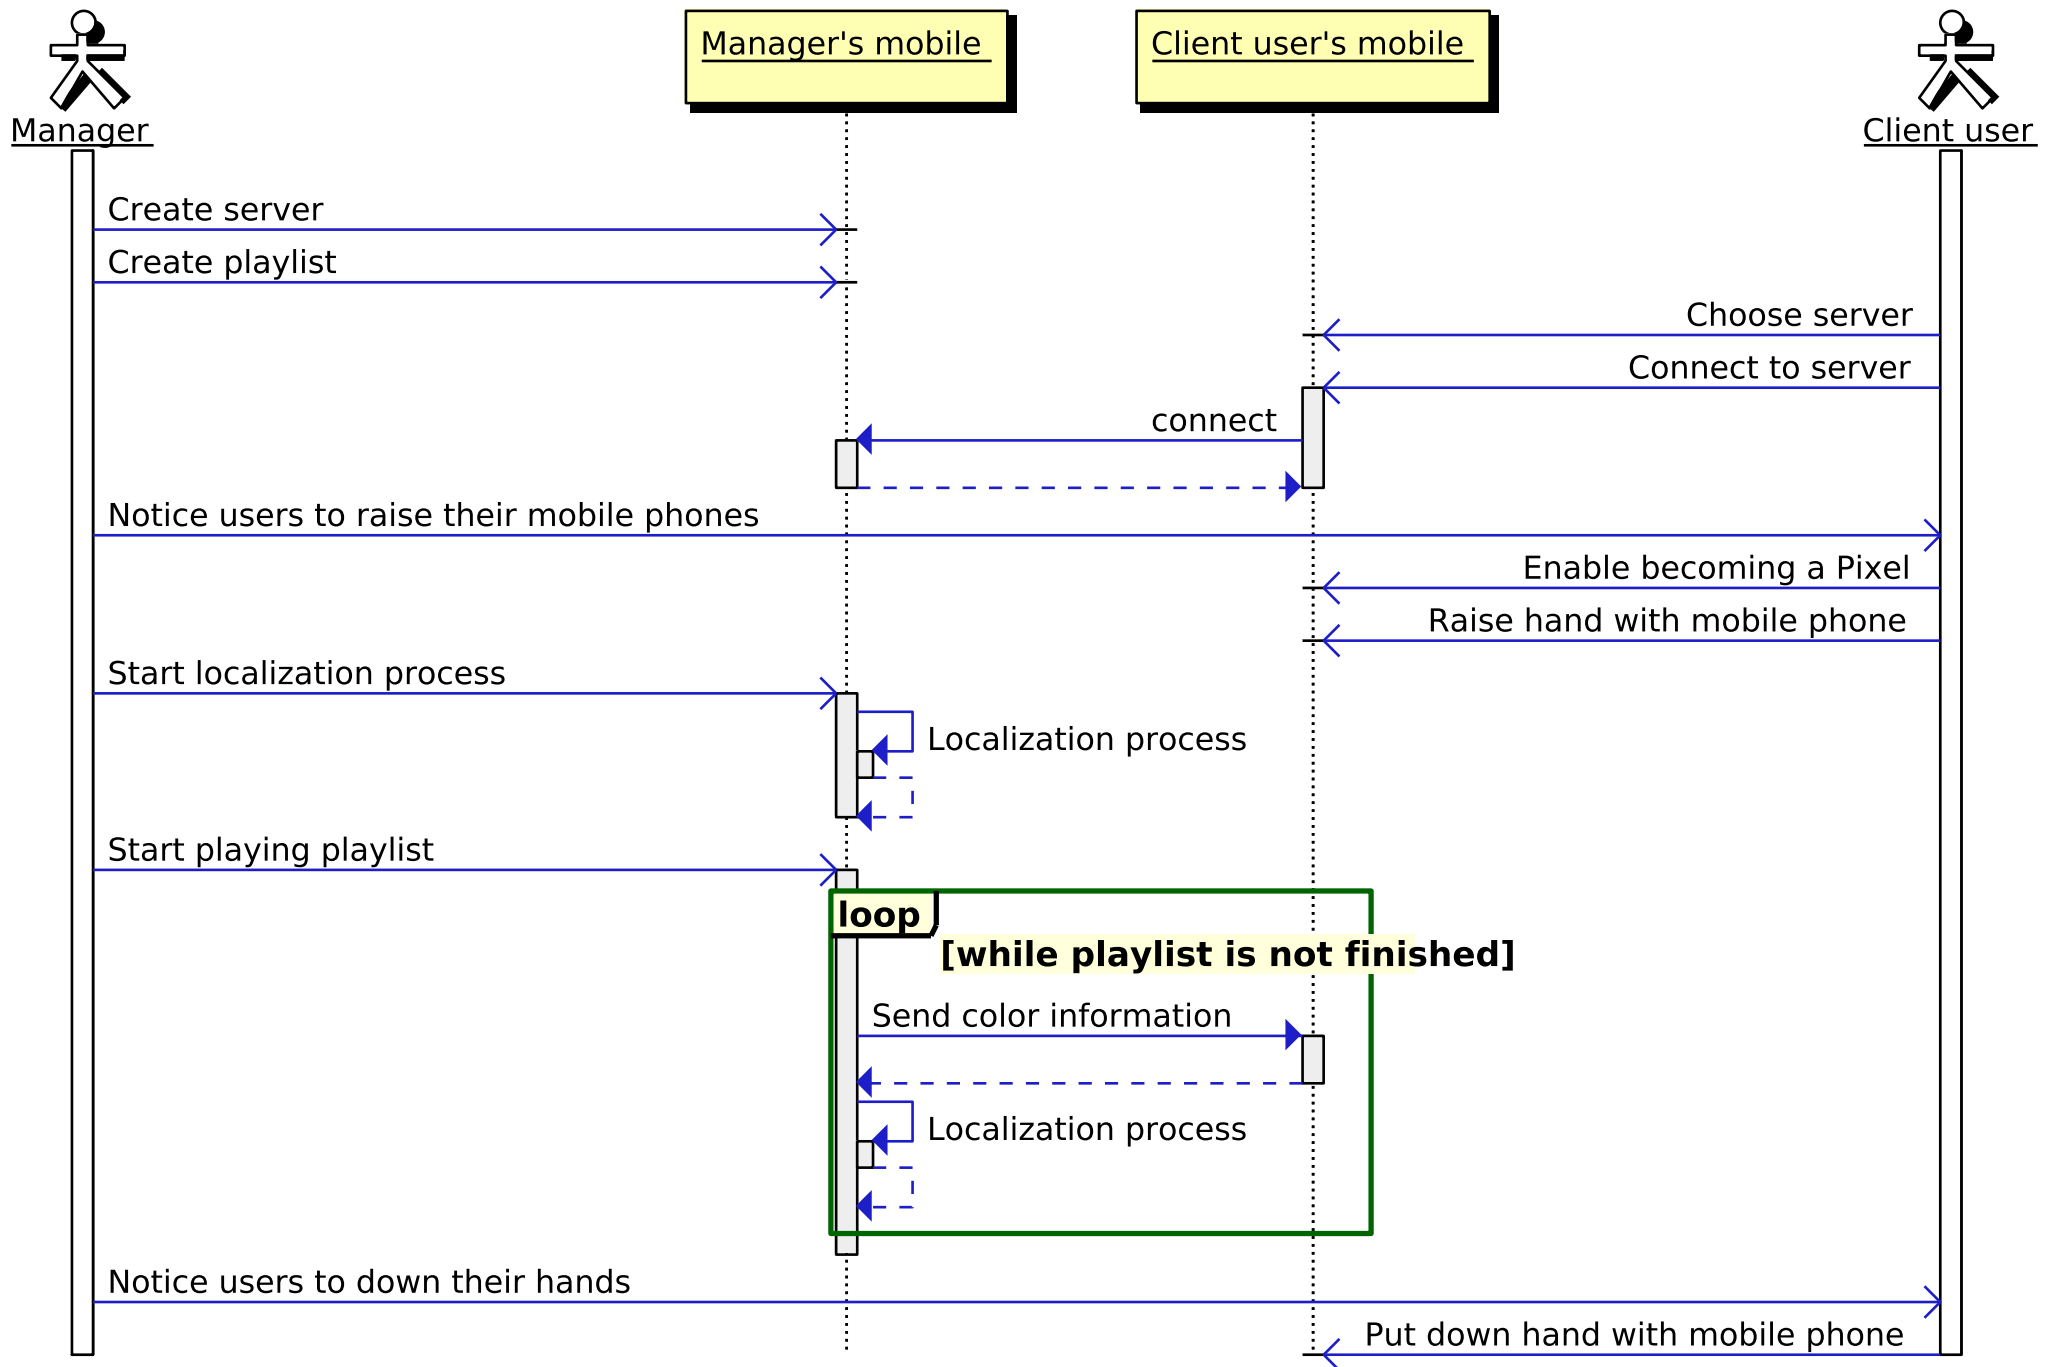 Manager's mobile
Client user's mobile
Manager
Client user
Create server
Create playlist
Choose server
Connect to server
connect
Notice users to raise their mobile phones
Enable becoming a Pixel
Raise hand with mobile phone
Start localization process
Localization process
Start playing playlist
loop
[while playlist is not finished]
Send color information
Localization process
Notice users to down their hands
Put down hand with mobile phone